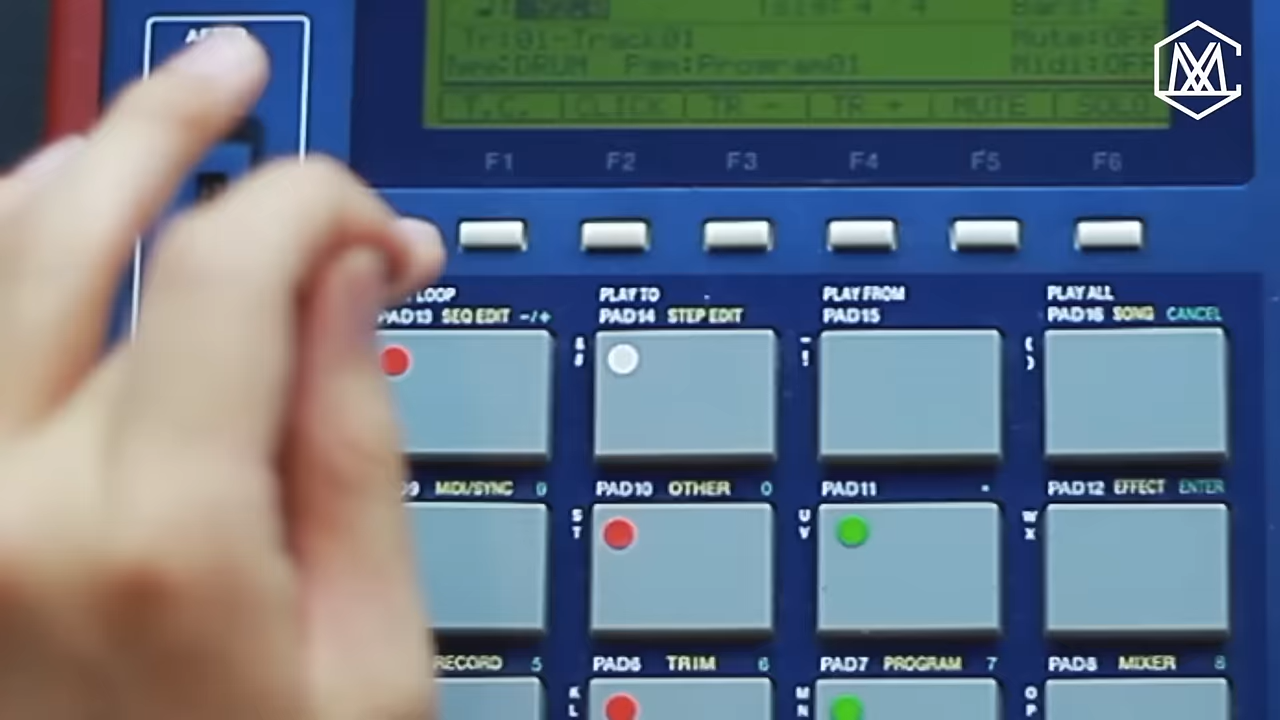 Tr:01-Track01
Mute:OFF
DRUM Pgm:Program01
Midi:OFF
T.C. CLICK TR - TR + MUTE SOLO
F1 F2 F3 F4 F5 F6
LOOP
PLAY TO
PLAY FROM
PLAY ALL
PAD13 SEQ EDIT -/+
PAD14 STEP EDIT
PAD15
PAD16 SONG CANCEL
&
#
-
!
(
)
9 MIDI/SYNC 9
PAD10 OTHER 0
PAD11
PAD12 EFFECT ENTER
S
T
U
V
W
X
RECORD 5
PAD6 TRIM 6
PAD7 PROGRAM 7
PAD8 MIXER 8
K
L
M
N
O
P